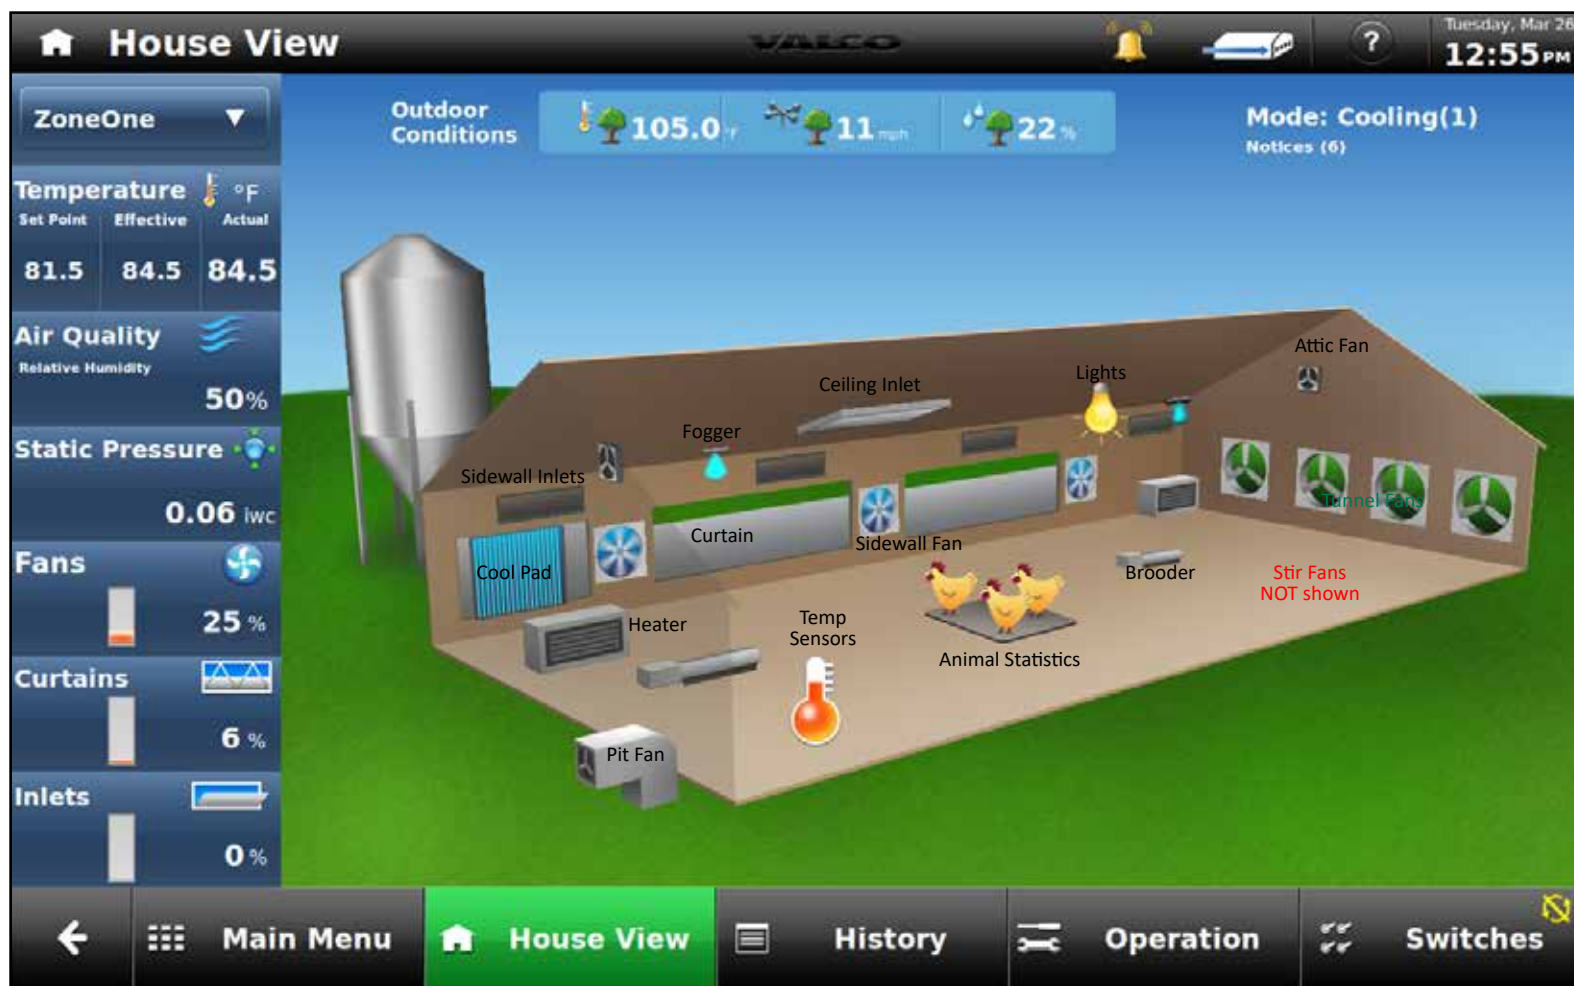 House View
VALCO
?
Tuesday, Mar 26
12:55 PM
ZoneOne
Outdoor
Conditions
105.0 °F
11 mph
22 %
Mode: Cooling(1)
Notices (6)
Temperature °F
Set Point Effective Actual
81.5 84.5 84.5
Air Quality
Relative Humidity
50%
Static Pressure
0.06 iwc
Fans
25 %
Curtains
6 %
Inlets
0 %
Attic Fan
Lights
Ceiling Inlet
Fogger
Sidewall Inlets
Tunnel Fans
Curtain
Sidewall Fan
Cool Pad
Brooder
Stir Fans
NOT shown
Heater
Temp
Sensors
Animal Statistics
Pit Fan
Main Menu
House View
History
Operation
Switches